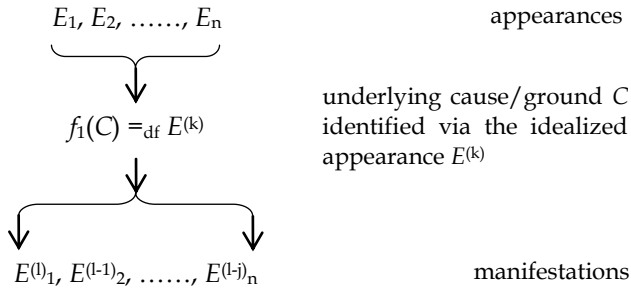 E₁, E₂, ……, Eₙ appearances
underlying cause/ground C
f₁(C) =df E⁽ᵏ⁾ identified via the idealized
appearance E⁽ᵏ⁾
E⁽ˡ⁾₁, E⁽ˡ⁻¹⁾₂, ……, E⁽ˡ⁻ʲ⁾ₙ manifestations